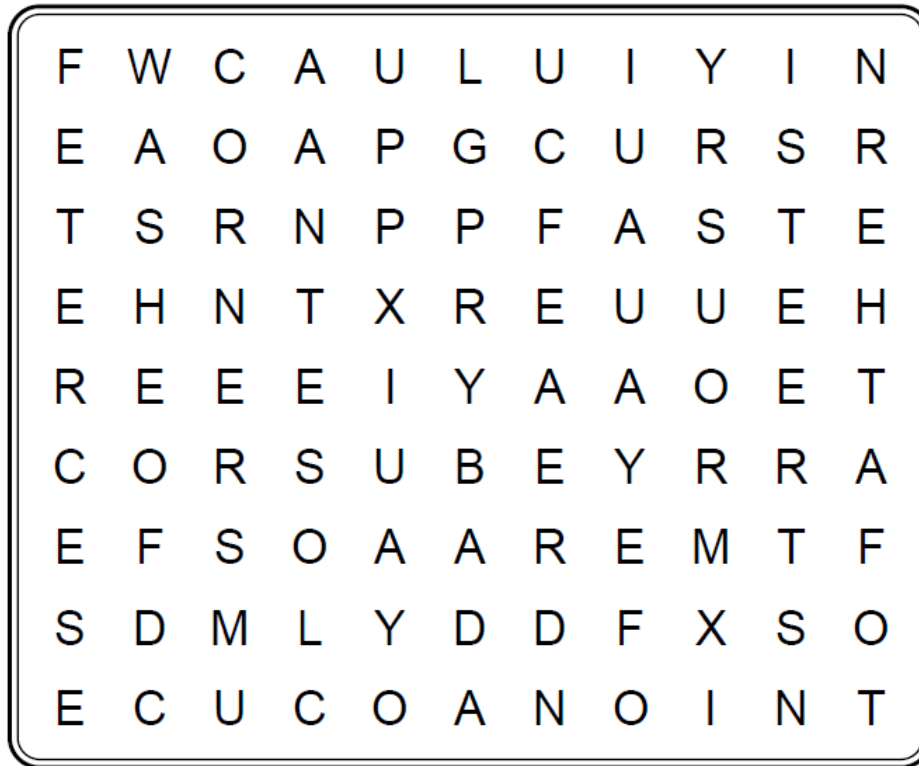 F W C A U L U I Y I N
E A O A P G C U R S R
T S R N P P F A S T E
E H N T X R E U U E H
R E E E I Y A A O E T
C O R S U B E Y R R A
E F S O A A R E M T F
S D M L Y D D F X S O
E C U C O A N O I N T